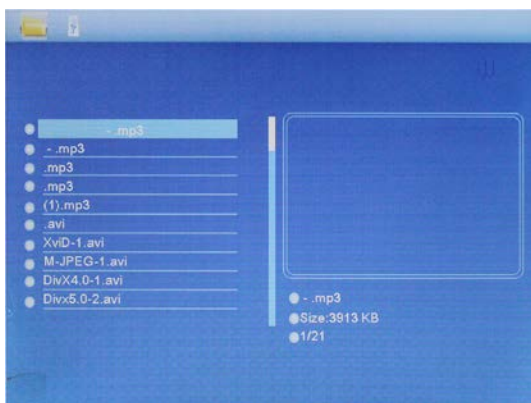 ?
- .mp3
- .mp3
.mp3
.mp3
(1).mp3
.avi
XviD-1.avi
M-JPEG-1.avi
DivX4.0-1.avi
Divx5.0-2.avi
- .mp3
Size:3913 KB
1/21